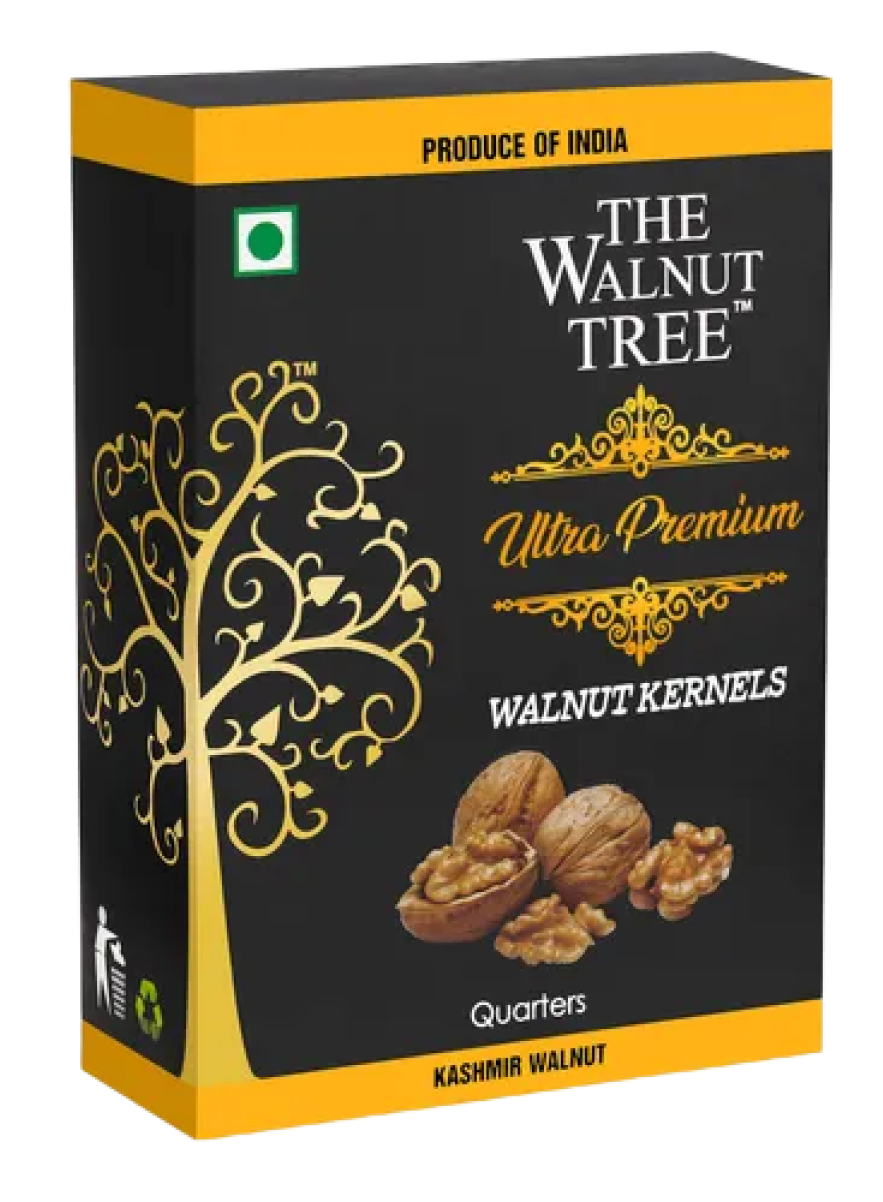 PRODUCE OF INDIA
THE
WALNUT
TREE™
TM
Ultra Premium
WALNUT KERNELS
Quarters
KASHMIR WALNUT